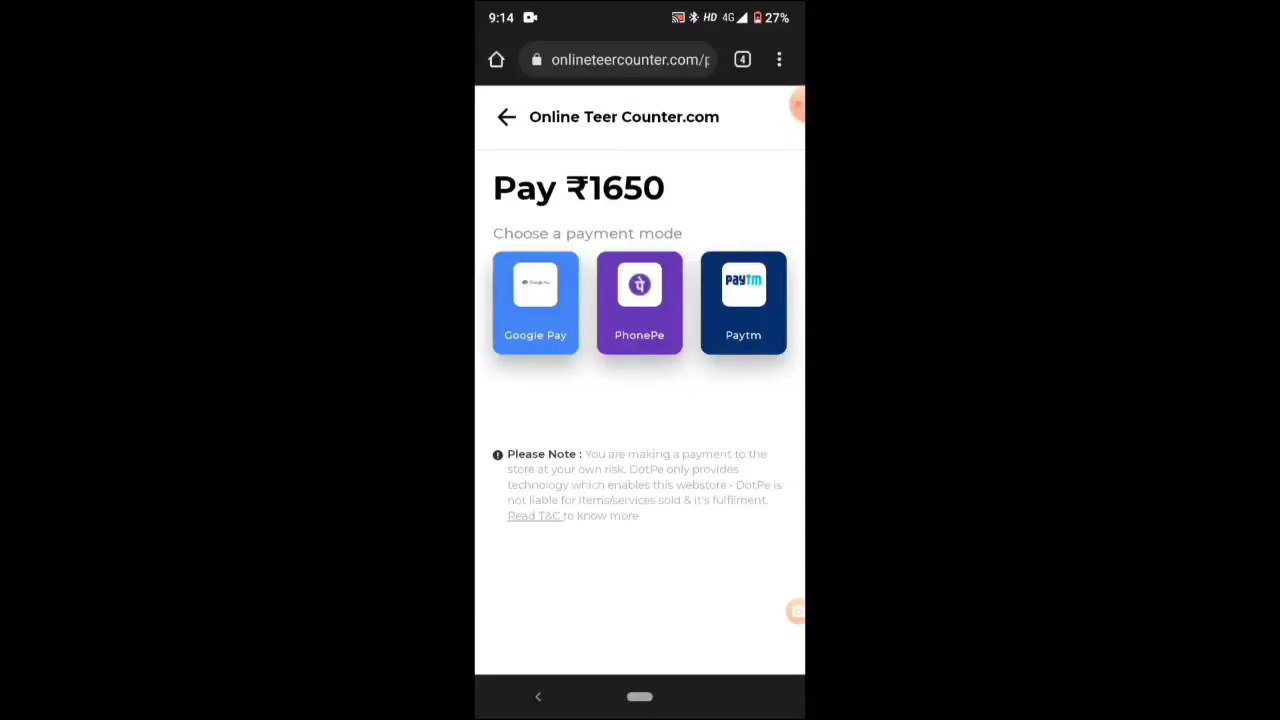 9:14 HD 4G 27%
onlineteercounter.com/p 4
Online Teer Counter.com
Pay ₹1650
Choose a payment mode
Google Pay पे paytm
Google Pay PhonePe Paytm
Please Note : You are making a payment to the
store at your own risk. DotPe only provides
technology which enables this webstore - DotPe is
not liable for items/services sold & it's fulfilment.
Read T&C to know more